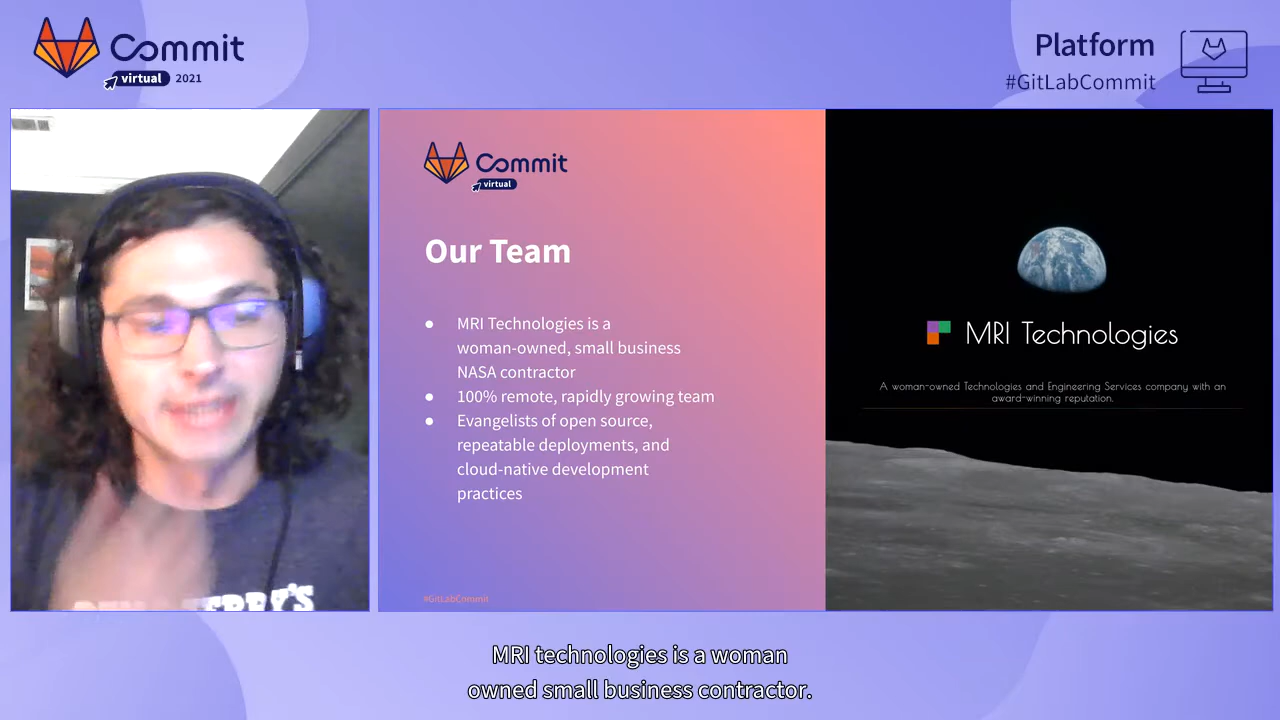 Commit
virtual 2021
Platform
#GitLabCommit
Commit
virtual
Our Team
● MRI Technologies is a
woman-owned, small business
NASA contractor
● 100% remote, rapidly growing team
● Evangelists of open source,
repeatable deployments, and
cloud-native development
practices
#GitLabCommit
MRI Technologies
A woman-owned Technologies and Engineering Services company with an
award-winning reputation.
MRI technologies is a woman
owned small business contractor.